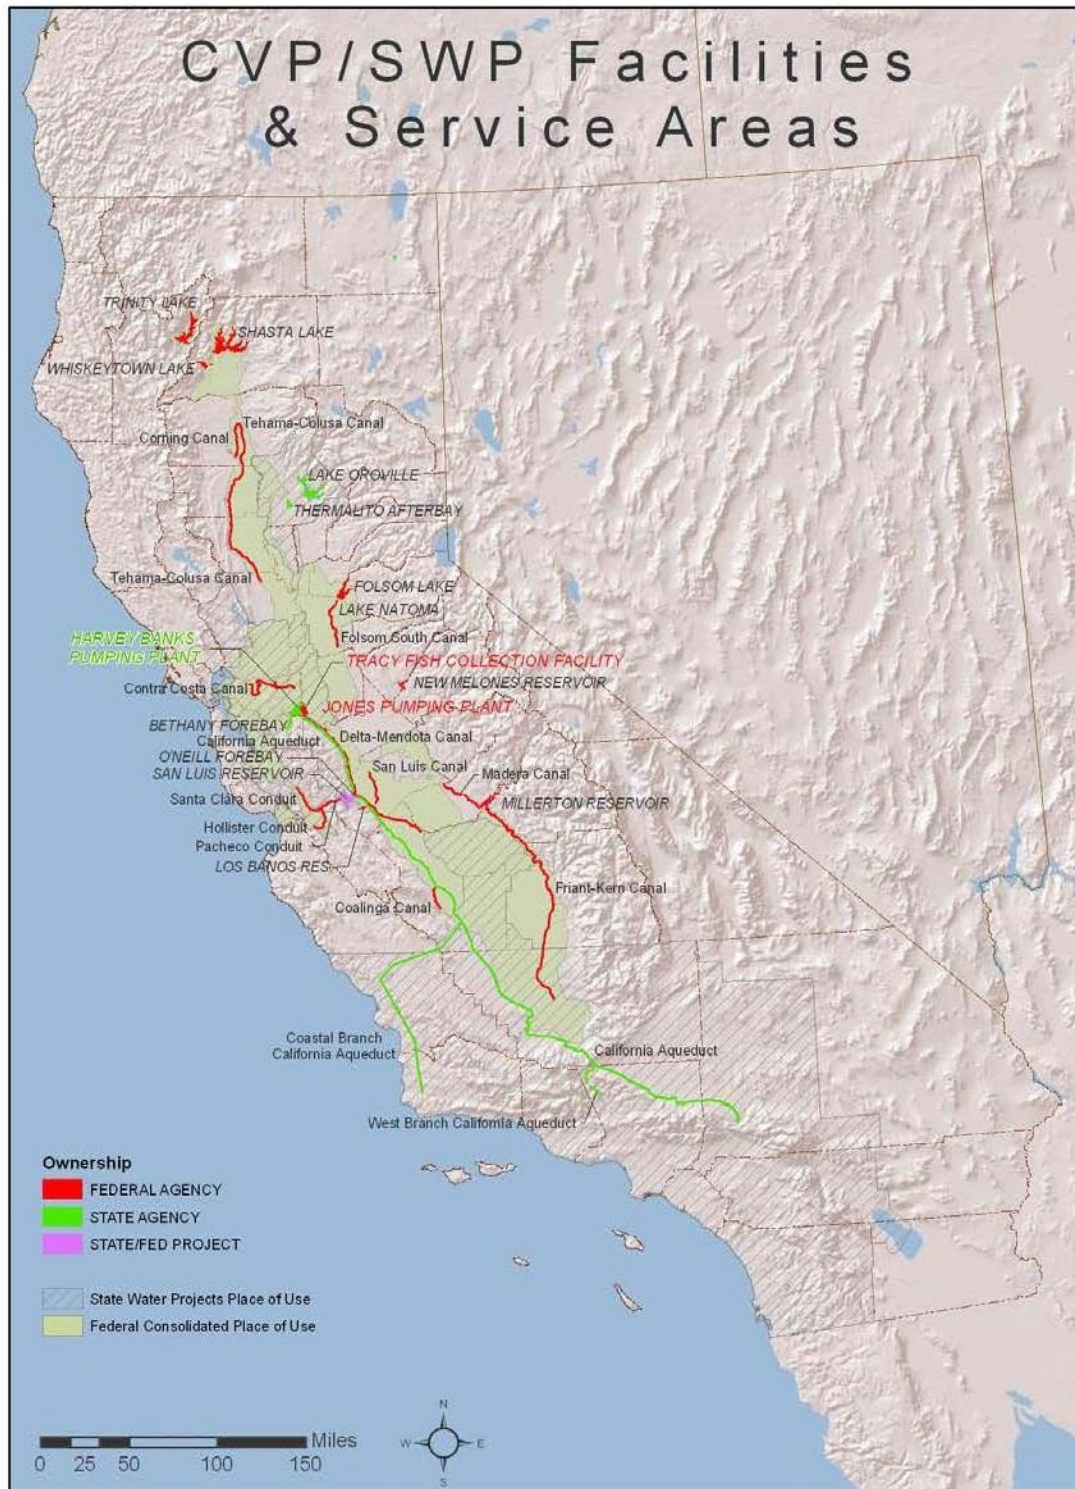 CVP/SWP Facilities
& Service Areas
TRINITY LAKE
SHASTA LAKE
WHISKEYTOWN LAKE
Tehama-Colusa Canal
Corning Canal
LAKE OROVILLE
THERMALITO AFTERBAY
Tehama-Colusa Canal
FOLSOM LAKE
LAKE NATOMA
Folsom South Canal
HARVEY BANKS
PUMPING PLANT
TRACY FISH COLLECTION FACILITY
NEW MELONES RESERVOIR
Contra Costa Canal
JONES PUMPING PLANT
BETHANY FOREBAY
California Aqueduct
Delta-Mendota Canal
O'NEILL FOREBAY
SAN LUIS RESERVOIR
San Luis Canal
Madera Canal
Santa Clara Conduit
MILLERTON RESERVOIR
Hollister Conduit
Pacheco Conduit
LOS BANOS RES
Friant-Kern Canal
Coalinga Canal
Coastal Branch
California Aqueduct
California Aqueduct
West Branch California Aqueduct
Ownership
FEDERAL AGENCY
STATE AGENCY
STATE/FED PROJECT
State Water Projects Place of Use
Federal Consolidated Place of Use
N
W E
S
Miles
0 25 50 100 150